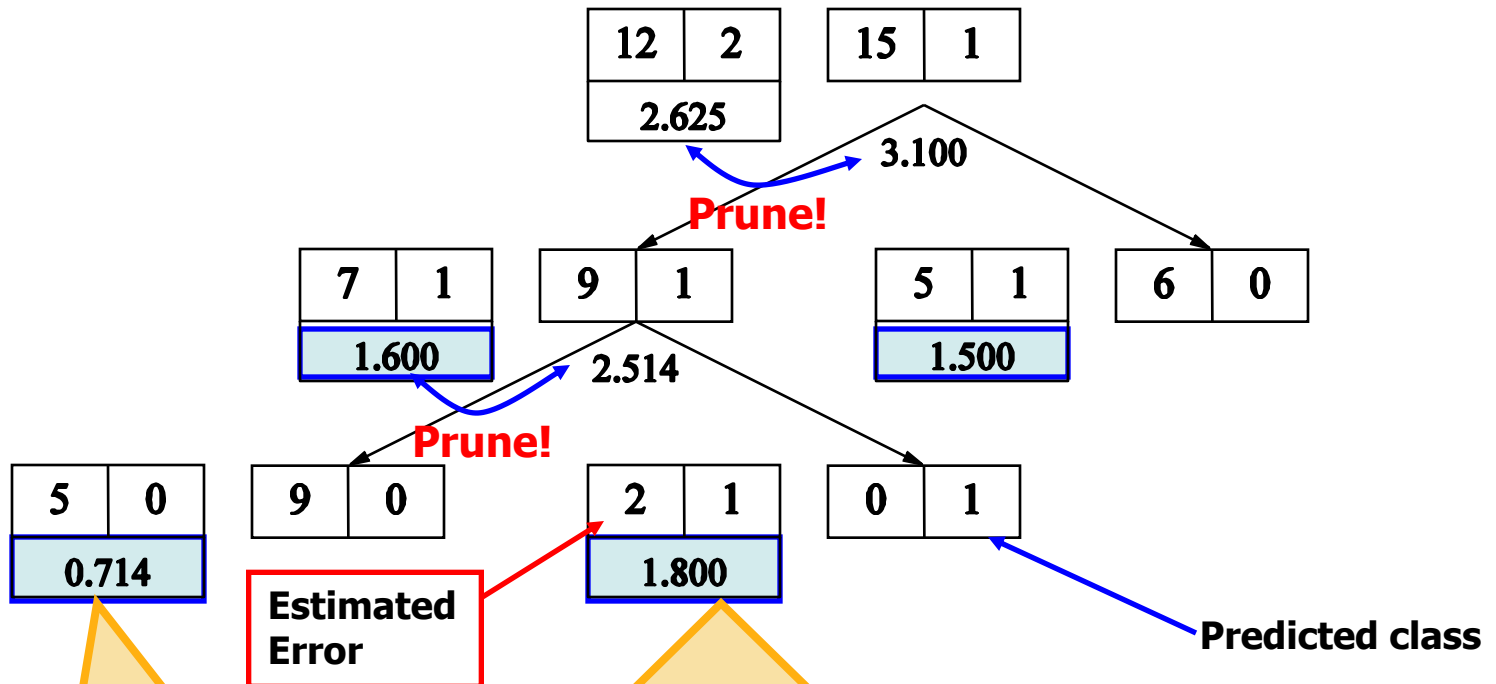 12 2 15 1
2.625
3.100
Prune!
7 1 9 1 5 1 6 0
1.600 1.500
2.514
Prune!
5 0 9 0 2 1 0 1
0.714 1.800
Estimated
Error
Predicted class